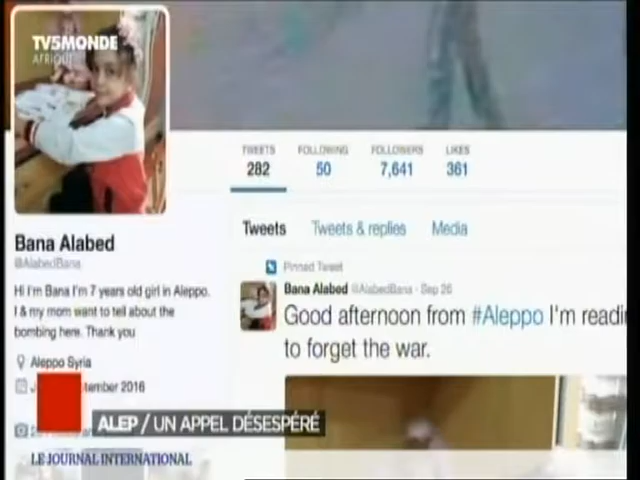 TV5MONDE
AFRIQUE
TWEETS FOLLOWING FOLLOWERS LIKES
282 50 7,641 361
Tweets Tweets & replies Media
Bana Alabed
@AlabedBana
Hi I'm Bana I'm 7 years old girl in Aleppo.
I & my mom want to tell about the
bombing here. Thank you
Aleppo Syria
tember 2016
Pinned Tweet
Bana Alabed @AlabedBana · Sep 26
Good afternoon from #Aleppo I'm readi
to forget the war.
ALEP / UN APPEL DÉSESPÉRÉ
LE JOURNAL INTERNATIONAL